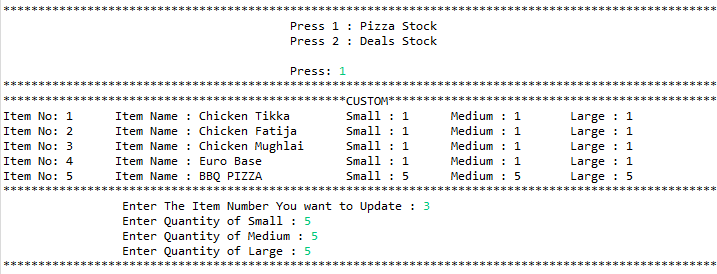 ******************************************************************************************************
Press 1 : Pizza Stock
Press 2 : Deals Stock
Press: 1
******************************************************************************************************
*************************************************CUSTOM***********************************************
Item No: 1 Item Name : Chicken Tikka Small : 1 Medium : 1 Large : 1
Item No: 2 Item Name : Chicken Fatija Small : 1 Medium : 1 Large : 1
Item No: 3 Item Name : Chicken Mughlai Small : 1 Medium : 1 Large : 1
Item No: 4 Item Name : Euro Base Small : 1 Medium : 1 Large : 1
Item No: 5 Item Name : BBQ PIZZA Small : 5 Medium : 5 Large : 5
******************************************************************************************************
Enter The Item Number You want to Update : 3
Enter Quantity of Small : 5
Enter Quantity of Medium : 5
Enter Quantity of Large : 5
******************************************************************************************************